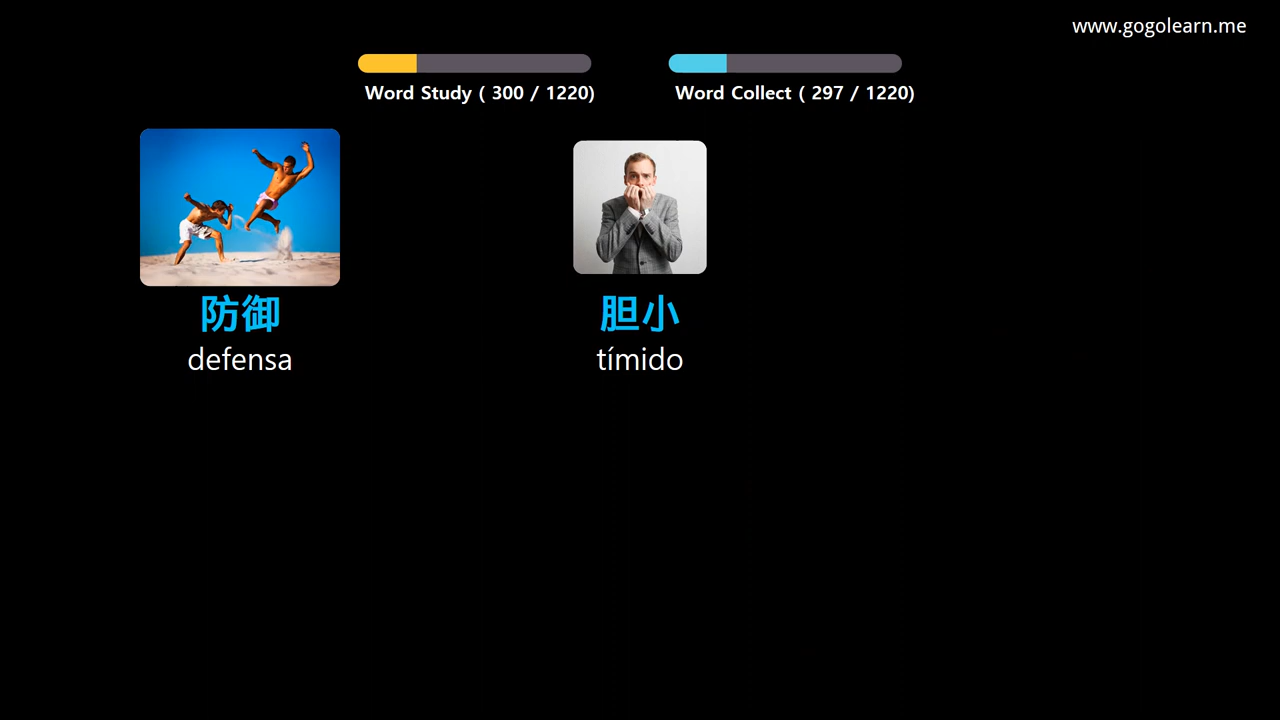 www.gogolearn.me
Word Study ( 300 / 1220)
Word Collect ( 297 / 1220)
防御
defensa
胆小
tímido